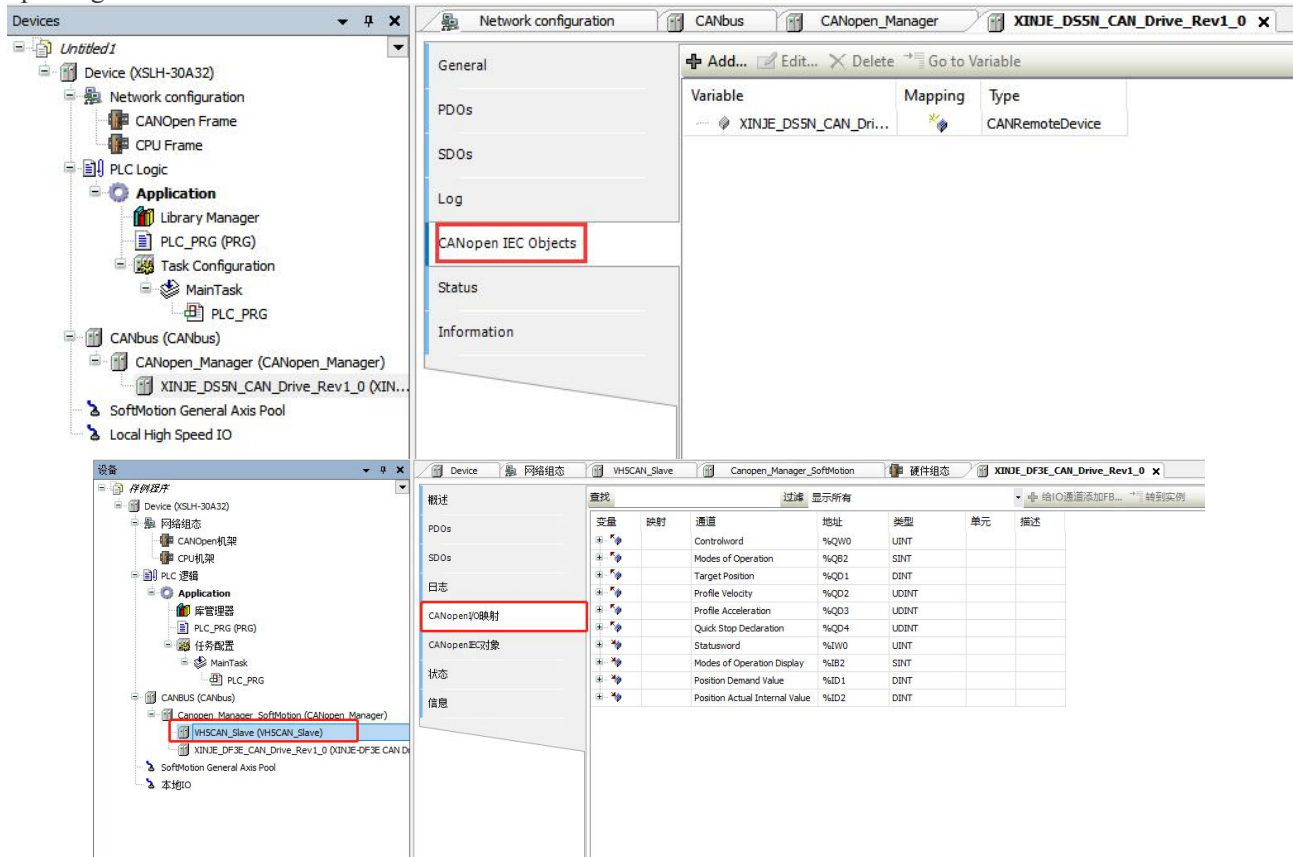 Devices
Untitled1
Device (XSLH-30A32)
Network configuration
CANOpen Frame
CPU Frame
PLC Logic
Application
Library Manager
PLC_PRG (PRG)
Task Configuration
MainTask
PLC_PRG
CANbus (CANbus)
CANopen_Manager (CANopen_Manager)
XINJE_DS5N_CAN_Drive_Rev1_0 (XIN...
SoftMotion General Axis Pool
Local High Speed IO
Network configuration CANbus CANopen_Manager XINJE_DS5N_CAN_Drive_Rev1_0
General
PDOs
SDOs
Log
CANopen IEC Objects
Status
Information
Add... Edit... Delete Go to Variable
Variable Mapping Type
XINJE_DS5N_CAN_Dri... CANRemoteDevice
设备
样例程序
Device (XSLH-30A32)
网络组态
CANOpen机架
CPU机架
PLC 逻辑
Application
库管理器
PLC_PRG (PRG)
任务配置
MainTask
PLC_PRG
CANBUS (CANbus)
Canopen_Manager_SoftMotion (CANopen_Manager)
VH5CAN_Slave (VH5CAN_Slave)
XINJE_DF3E_CAN_Drive_Rev1_0 (XINJE-DF3E CAN Dr
SoftMotion General Axis Pool
本地IO
Device 网络组态 VH5CAN_Slave Canopen_Manager_SoftMotion 硬件组态 XINJE_DF3E_CAN_Drive_Rev1_0
概述
PDOs
SDOs
日志
CANopenI/O映射
CANopenIEC对象
状态
信息
查找 过滤 显示所有 给IO通道添加FB... 转到实例
变量 映射 通道 地址 类型 单元 描述
Controlword %QW0 UINT
Modes of Operation %QB2 SINT
Target Position %QD1 DINT
Profile Velocity %QD2 UDINT
Profile Acceleration %QD3 UDINT
Quick Stop Declaration %QD4 UDINT
Statusword %IW0 UINT
Modes of Operation Display %IB2 SINT
Position Demand Value %ID1 DINT
Position Actual Internal Value %ID2 DINT